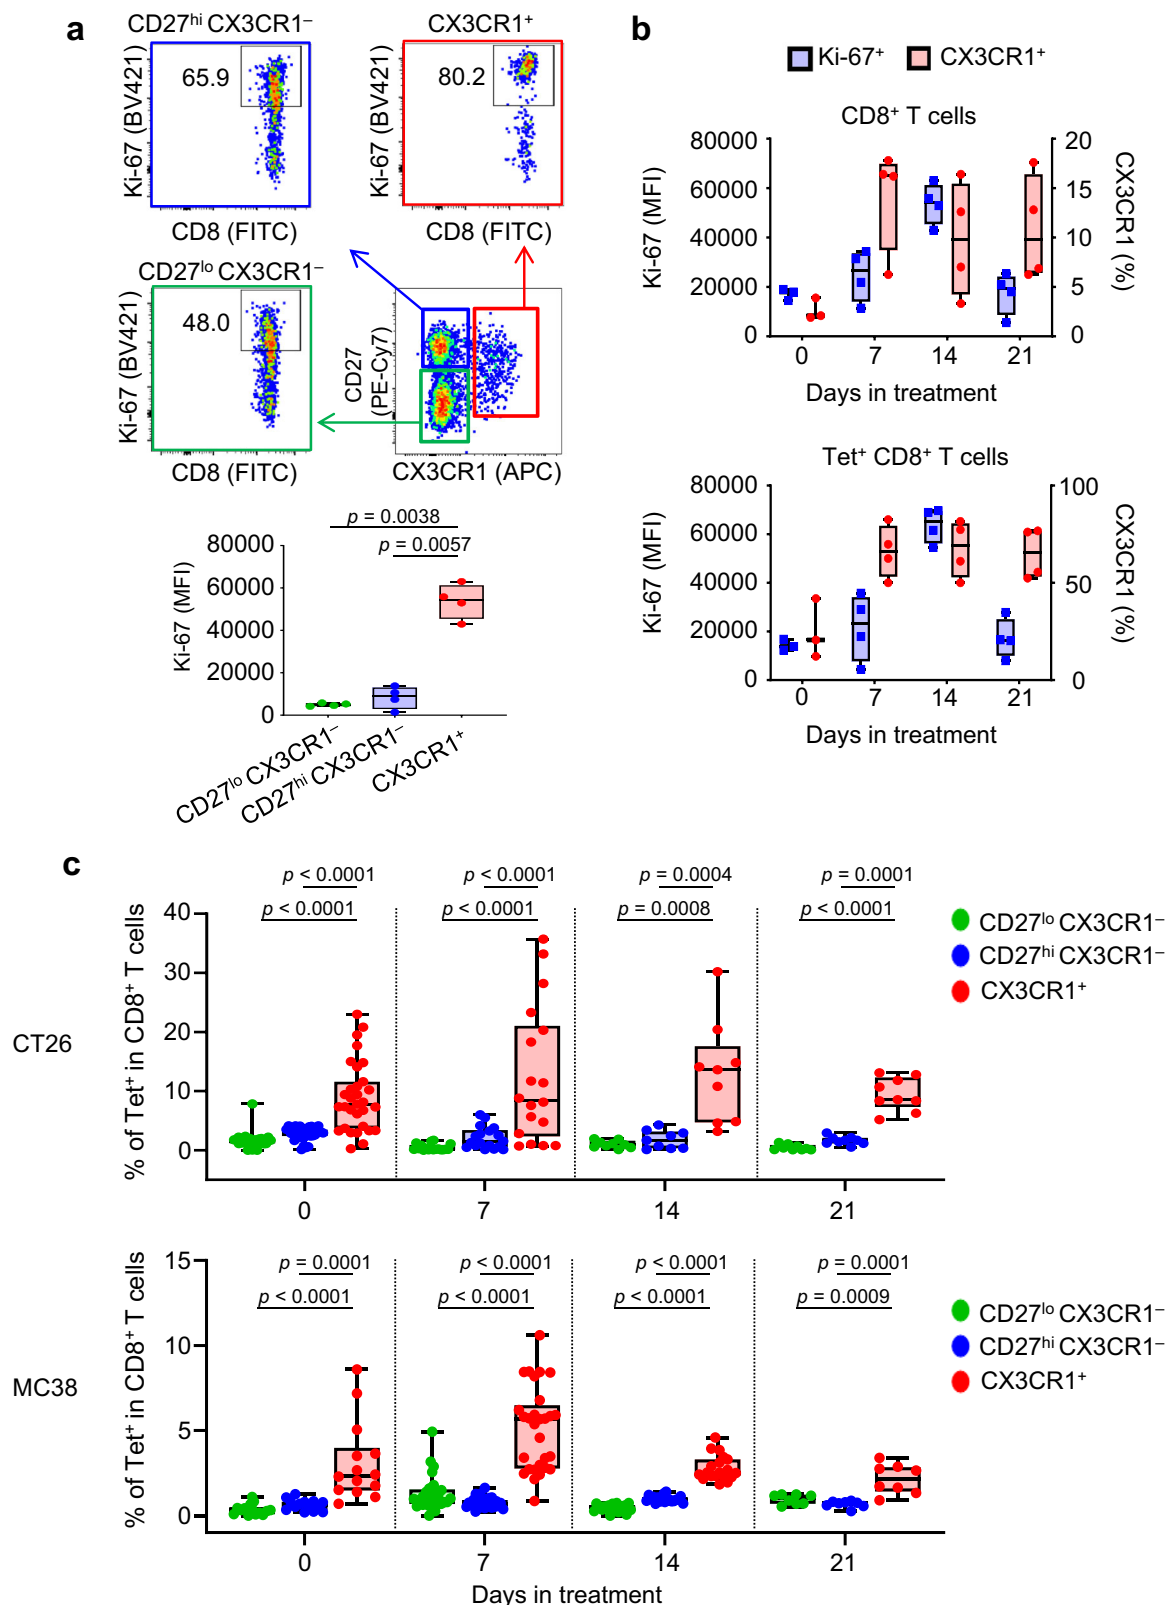 a
CD27hi CX3CR1–
CX3CR1+
Ki-67 (BV421)
65.9
CD8 (FITC)
Ki-67 (BV421)
80.2
CD8 (FITC)
CD27lo CX3CR1–
Ki-67 (BV421)
48.0
CD8 (FITC)
CD27
(PE-Cy7)
CX3CR1 (APC)
p = 0.0038
p = 0.0057
Ki-67 (MFI)
80000
60000
40000
20000
0
CD27lo CX3CR1–
CD27hi CX3CR1–
CX3CR1+
b
Ki-67+
CX3CR1+
CD8+ T cells
Ki-67 (MFI)
80000
60000
40000
20000
0
20
15
10
5
0
CX3CR1 (%)
0 7 14 21
Days in treatment
Tet+ CD8+ T cells
Ki-67 (MFI)
80000
60000
40000
20000
0
100
50
0
CX3CR1 (%)
0 7 14 21
Days in treatment
c
CT26
% of Tet+ in CD8+ T cells
40
30
20
10
0
p < 0.0001
p < 0.0001
p < 0.0001
p < 0.0001
p = 0.0004
p = 0.0008
p = 0.0001
p < 0.0001
0 7 14 21
CD27lo CX3CR1–
CD27hi CX3CR1–
CX3CR1+
MC38
% of Tet+ in CD8+ T cells
15
10
5
0
p = 0.0001
p < 0.0001
p < 0.0001
p < 0.0001
p < 0.0001
p < 0.0001
p = 0.0001
p = 0.0009
0 7 14 21
Days in treatment
CD27lo CX3CR1–
CD27hi CX3CR1–
CX3CR1+